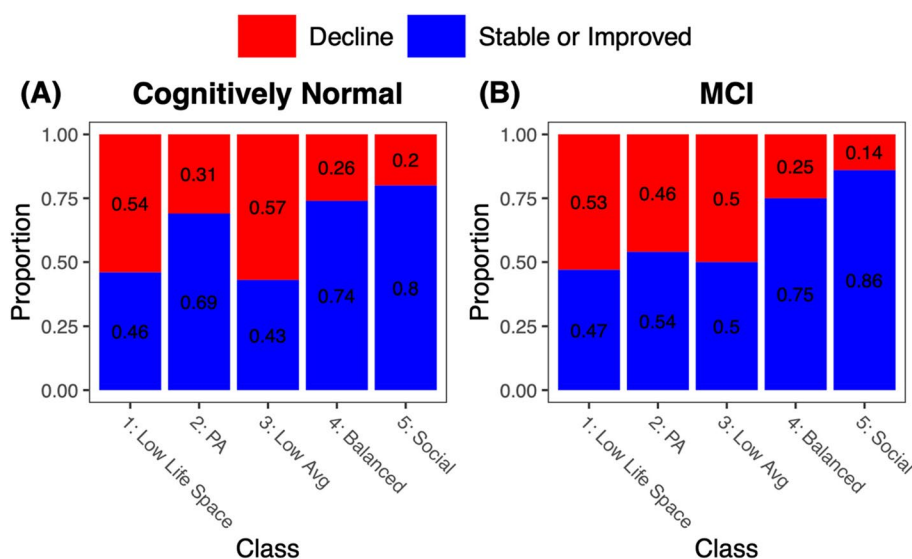 Decline Stable or Improved
(A) Cognitively Normal
1.00
0.75
0.50
0.25
0.00
Proportion
0.54
0.46
0.31
0.69
0.57
0.43
0.26
0.74
0.2
0.8
1: Low Life Space
2: PA
3: Low Avg
4: Balanced
5: Social
Class
(B) MCI
1.00
0.75
0.50
0.25
0.00
Proportion
0.53
0.47
0.46
0.54
0.5
0.5
0.25
0.75
0.14
0.86
1: Low Life Space
2: PA
3: Low Avg
4: Balanced
5: Social
Class